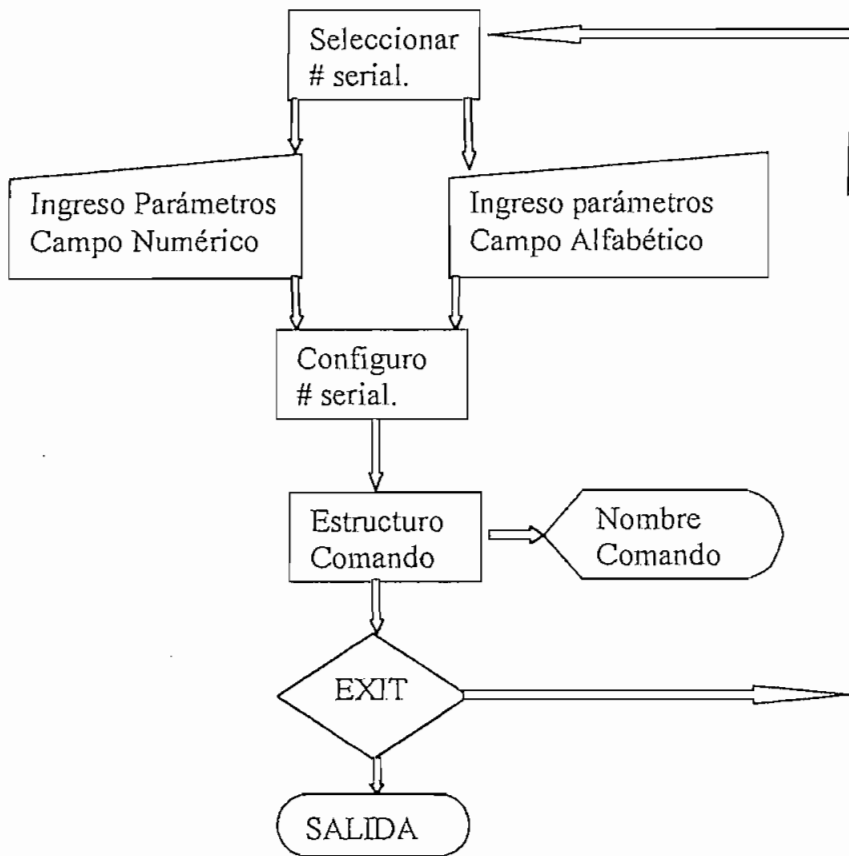 Seleccionar
# serial.
Ingreso Parámetros
Campo Numérico
Ingreso parámetros
Campo Alfabético
Configuro
# serial.
Estructuro
Comando
Nombre
Comando
EXIT
SALIDA